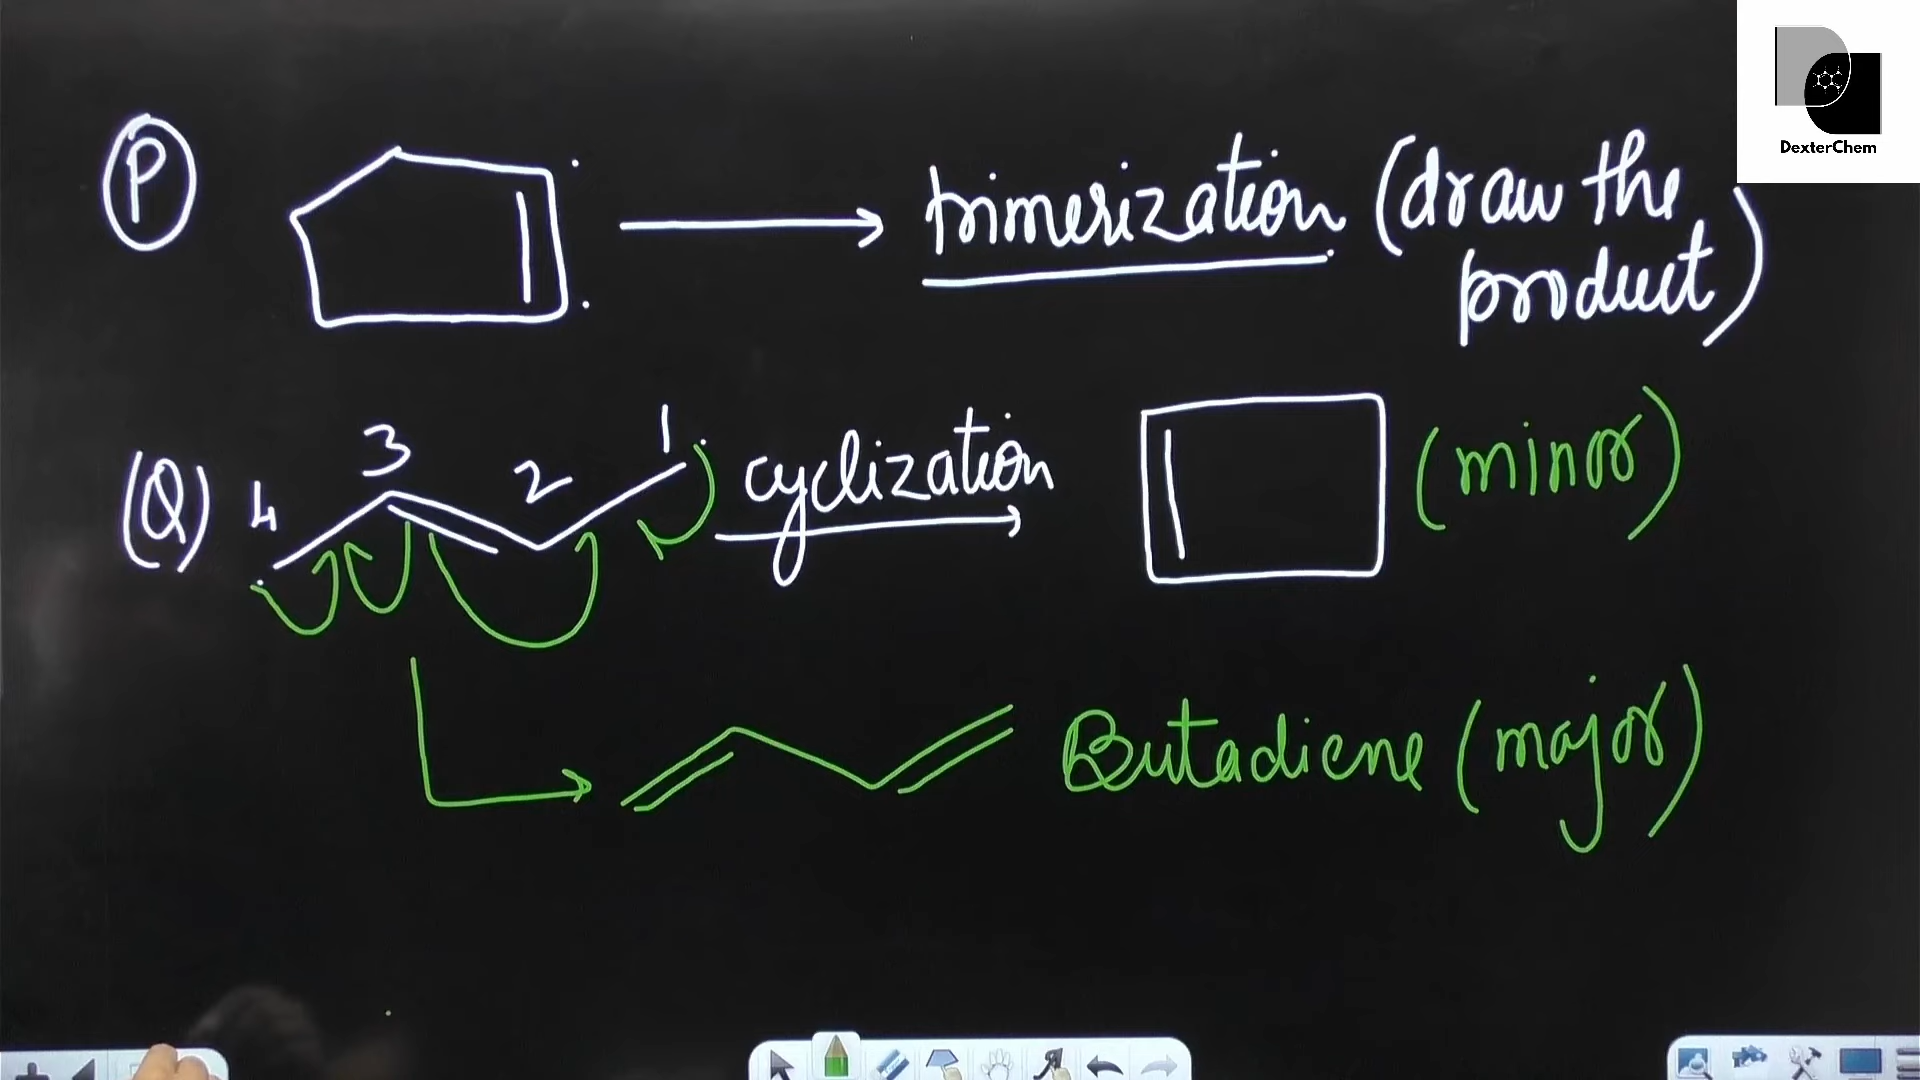 DexterChem
P trimerization (draw the
product)
(Q) 4 3 2 1 cyclization (minor)
Butadiene (major)